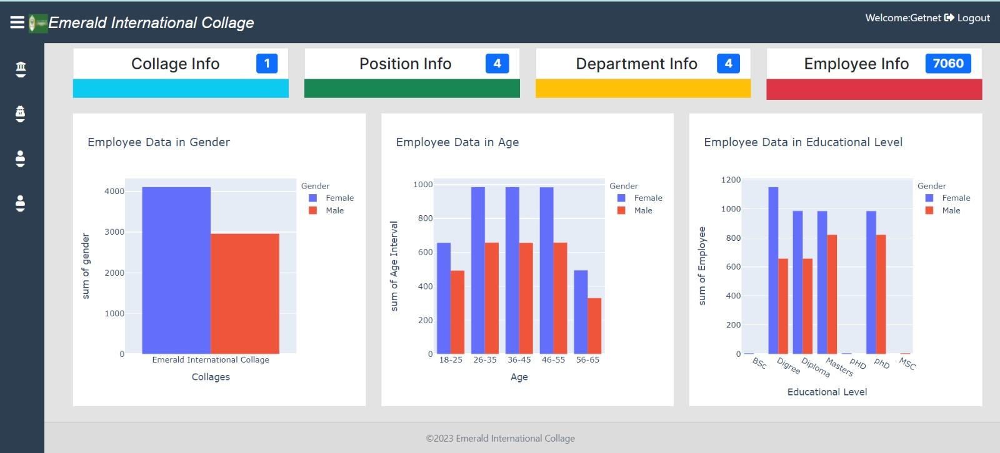 Emerald International Collage
Welcome:Getnet Logout
Collage Info 1
Position Info 4
Department Info 4
Employee Info 7060
Employee Data in Gender
sum of gender
4000
3000
2000
1000
0
Emerald International Collage
Collages
Gender
Female
Male
Employee Data in Age
sum of Age Interval
1000
800
600
400
200
0
18-25 26-35 36-45 46-55 56-65
Age
Gender
Female
Male
Employee Data in Educational Level
sum of Employee
1200
1000
800
600
400
200
0
BSc Digree Diploma Masters pHD phD MSC
Educational Level
Gender
Female
Male
©2023 Emerald International Collage